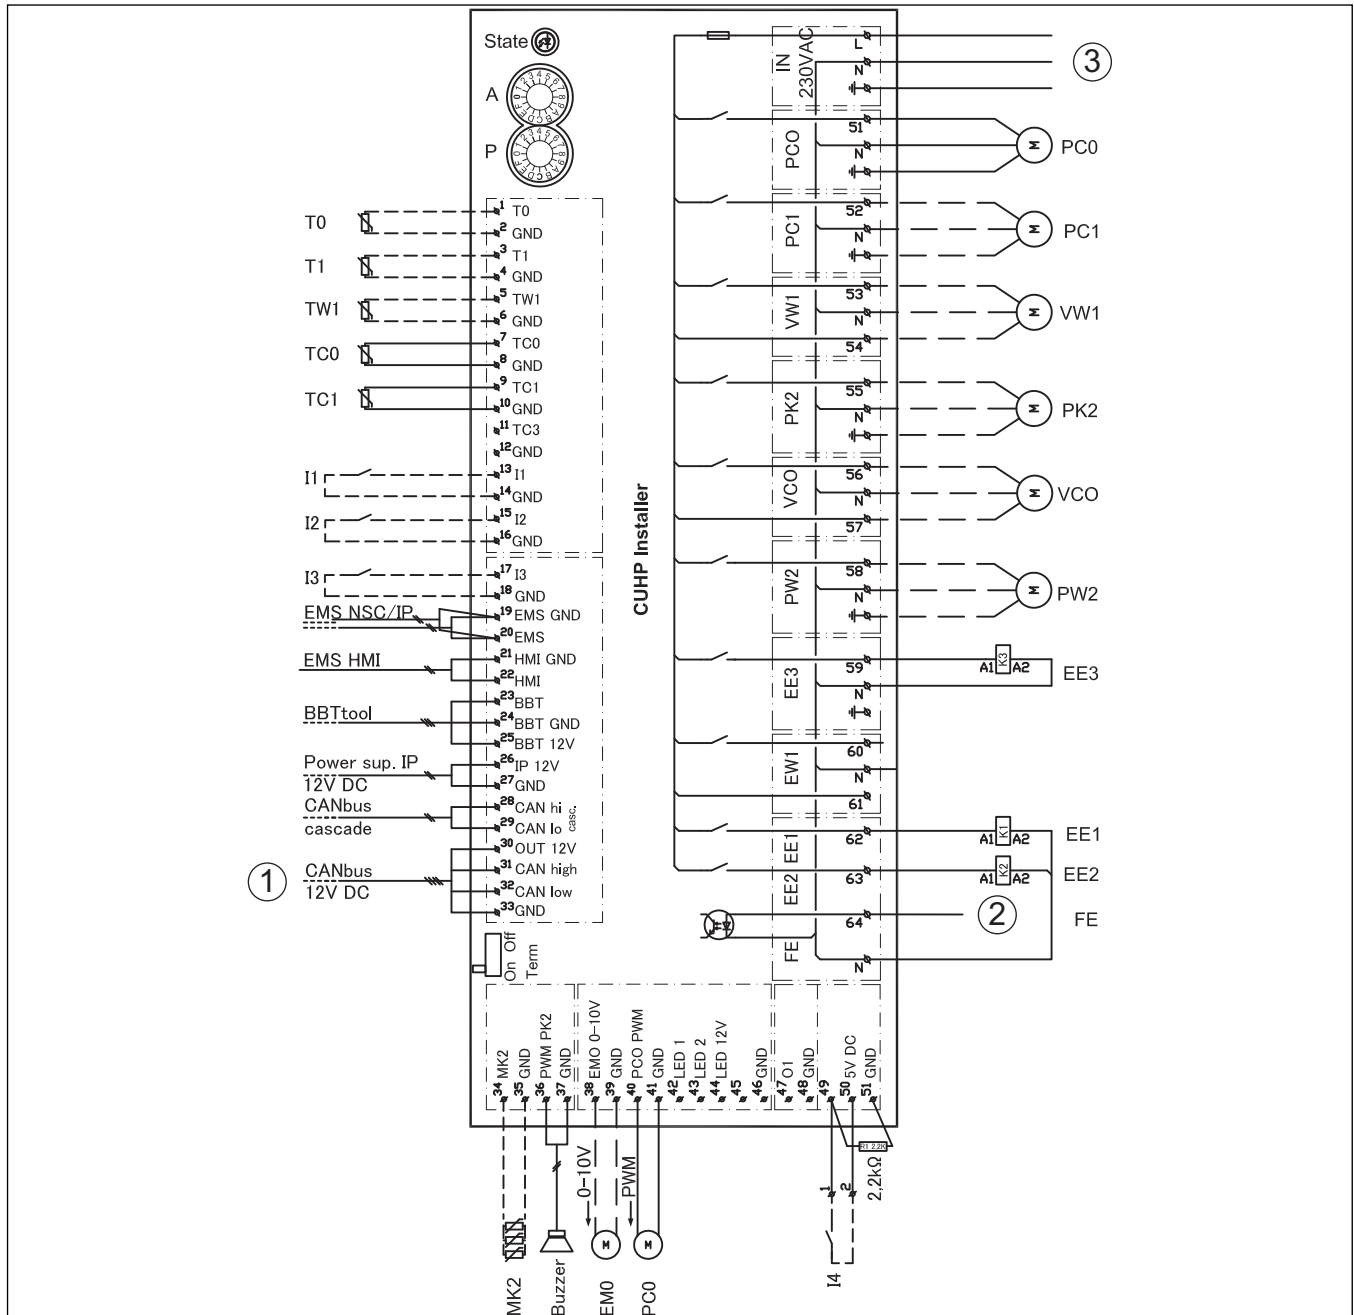 State
A
P
0123456789ABCDEF
0123456789ABCDEF
CUHP Installer
T0
1 T0
2 GND
T1
3 T1
4 GND
TW1
5 TW1
6 GND
TC0
7 TC0
8 GND
TC1
9 TC1
10 GND
11 TC3
12 GND
I1
13 I1
14 GND
I2
15 I2
16 GND
I3
17 I3
18 GND
EMS NSC/IP
19 EMS GND
20 EMS
EMS HMI
21 HMI GND
22 HMI
BBTtool
23 BBT
24 BBT GND
25 BBT 12V
Power sup. IP
12V DC
26 IP 12V
27 GND
CANbus
cascade
28 CAN hi
29 CAN lo
casc.
1
CANbus
12V DC
30 OUT 12V
31 CAN high
32 CAN low
33 GND
On Off
Term
IN
230VAC
L
N
3
PCO
51
N
M
PC0
PC1
52
N
M
PC1
VW1
53
N
54
M
VW1
PK2
55
N
M
PK2
VCO
56
N
57
M
VCO
PW2
58
N
M
PW2
EE3
59
N
A1 K3 A2
EE3
EW1
60
N
61
EE1
62
A1 K1 A2
EE1
EE2
63
A1 K2 A2
EE2
FE
64
N
2
FE
34 MK2
35 GND
36 PWM PK2
37 GND
38 EMO 0-10V
39 GND
40 PCO PWM
41 GND
42 LED 1
43 LED 2
44 LED 12V
45
46 GND
47 O1
48 GND
49
50 5V DC
51 GND
0-10V
PWM
R1 2.2K
2,2kΩ
1
2
M
M
MK2
Buzzer
EM0
PC0
I4